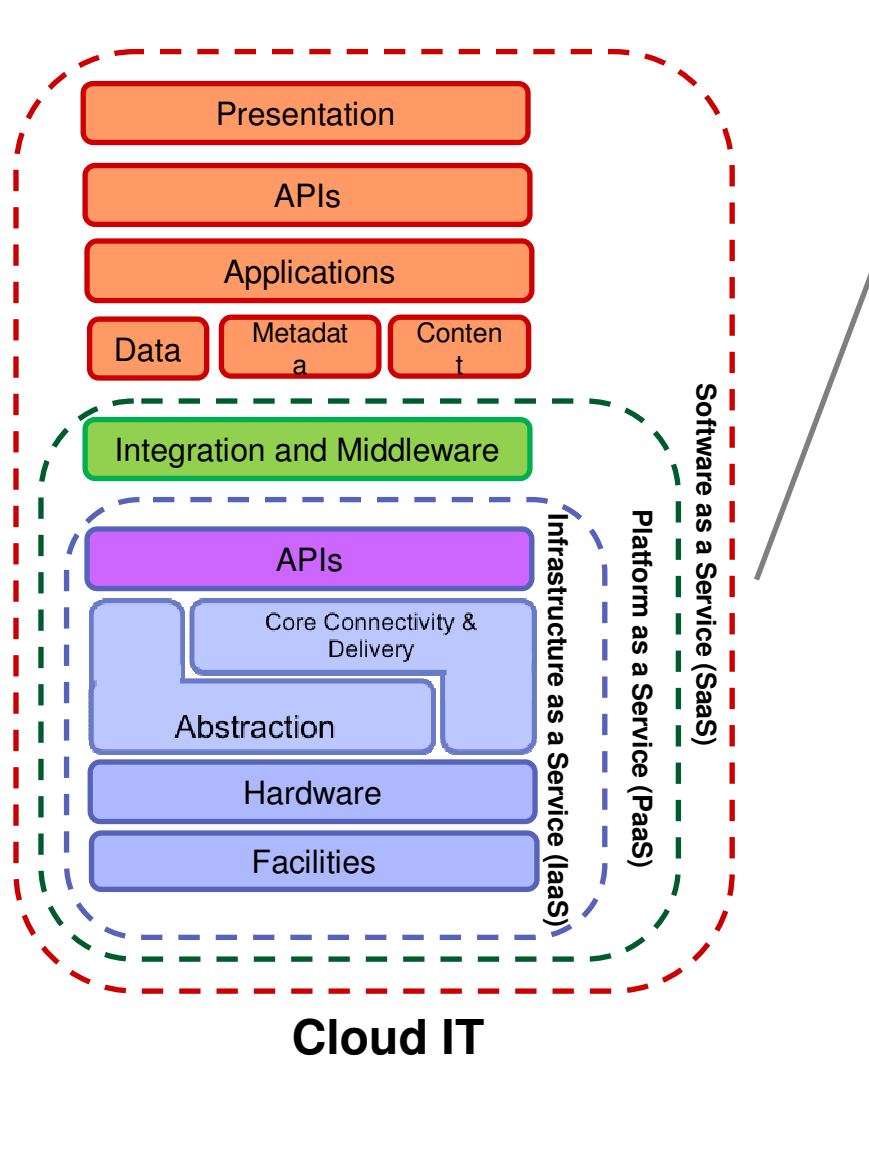 Presentation
APIs
Applications
Data
Metadat
a
Conten
t
Integration and Middleware
APIs
Core Connectivity &
Delivery
Abstraction
Hardware
Facilities
Infrastructure as a Service (IaaS)
Platform as a Service (PaaS)
Software as a Service (SaaS)
Cloud IT